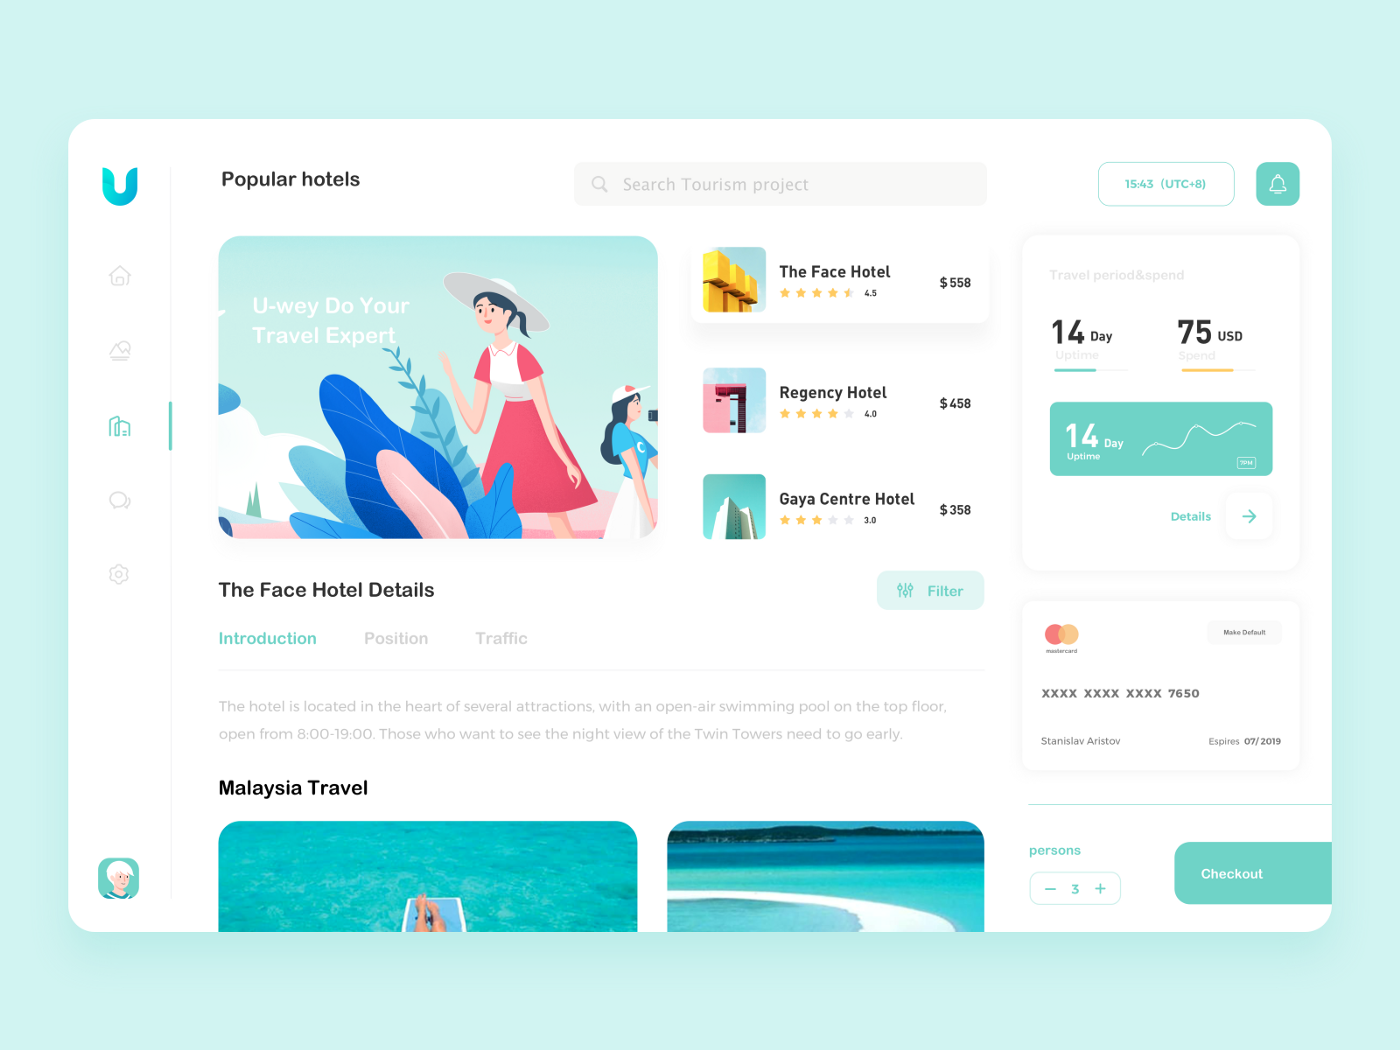 Popular hotels
Search Tourism project
15:43 (UTC+8)
U-wey Do Your
Travel Expert
The Face Hotel
4.5
$558
Regency Hotel
4.0
$458
Gaya Centre Hotel
3.0
$358
Travel period&spend
14 Day
Uptime
75 USD
Spend
14 Day
Uptime
7PM
Details
The Face Hotel Details
Filter
Introduction
Position
Traffic
The hotel is located in the heart of several attractions, with an open-air swimming pool on the top floor,
open from 8:00-19:00. Those who want to see the night view of the Twin Towers need to go early.
Malaysia Travel
mastercard
Make Default
XXXX XXXX XXXX 7650
Stanislav Aristov
Espires 07/2019
persons
3
Checkout